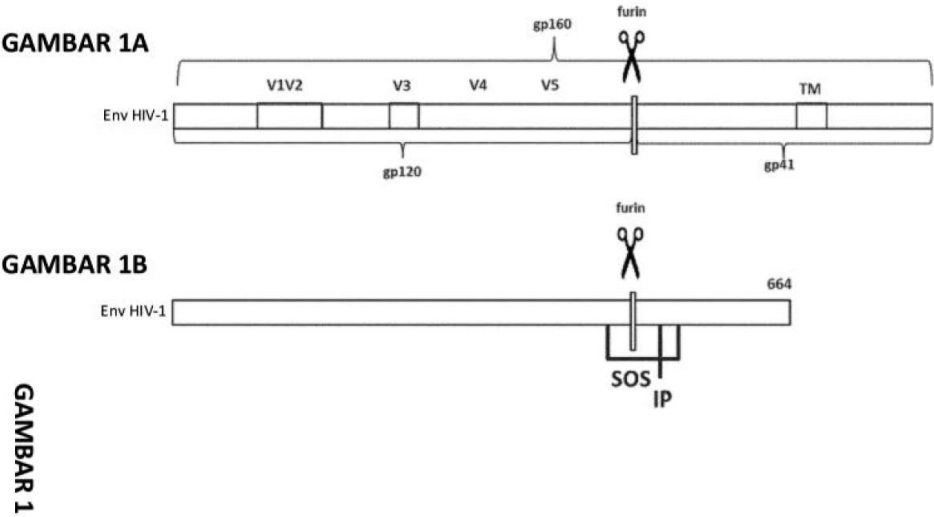 gp160
furin
GAMBAR 1A
V1V2 V3 V4 V5 TM
Env HIV-1
gp120
gp41
furin
GAMBAR 1B
664
Env HIV-1
SOS
IP
GAMBAR 1